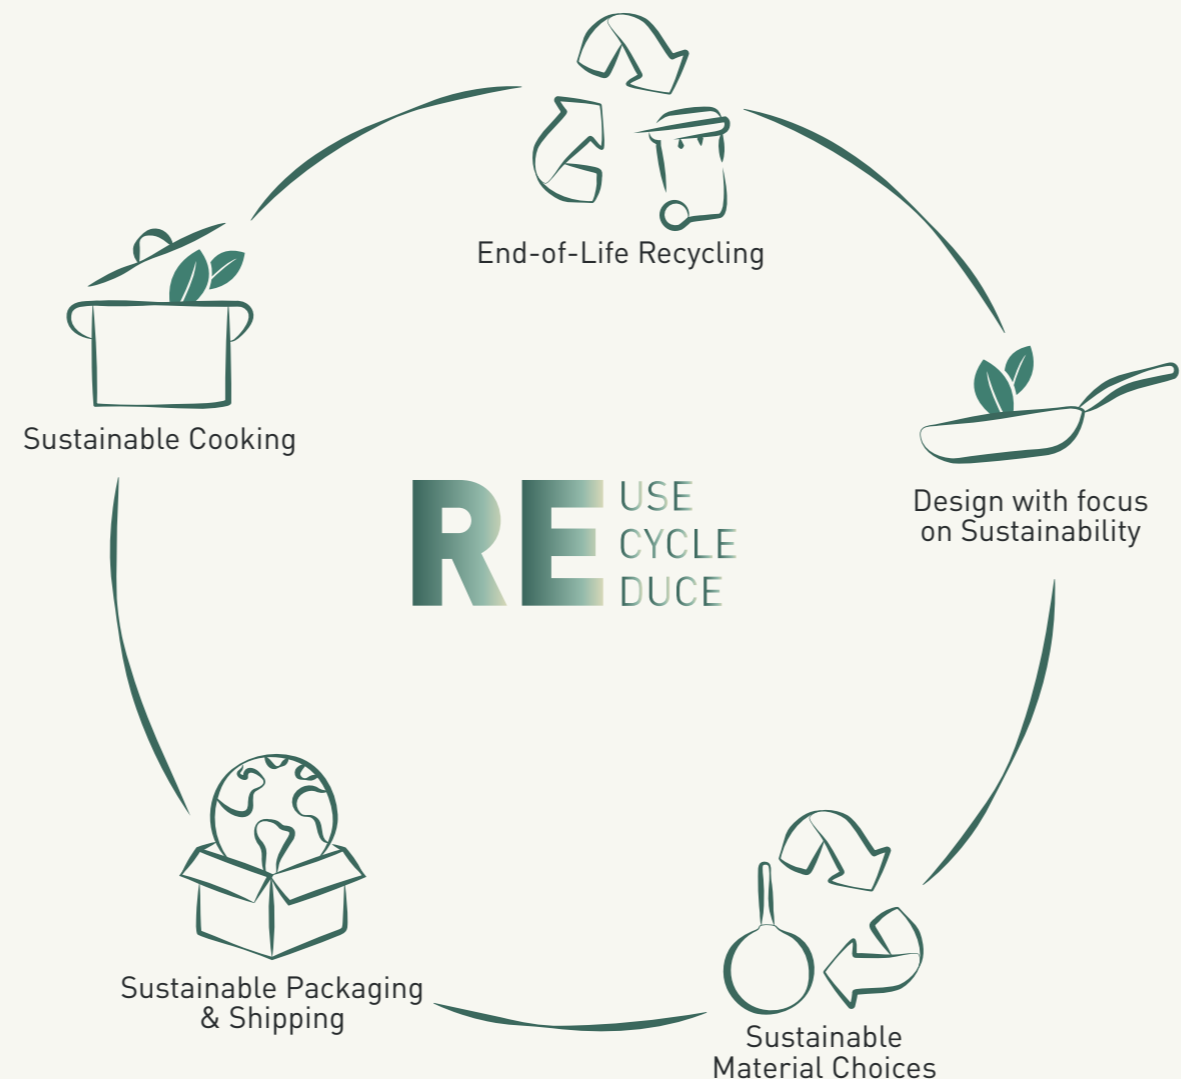 End-of-Life Recycling
Sustainable Cooking
Design with focus
on Sustainability
RE
USE
CYCLE
DUCE
Sustainable Packaging
& Shipping
Sustainable
Material Choices